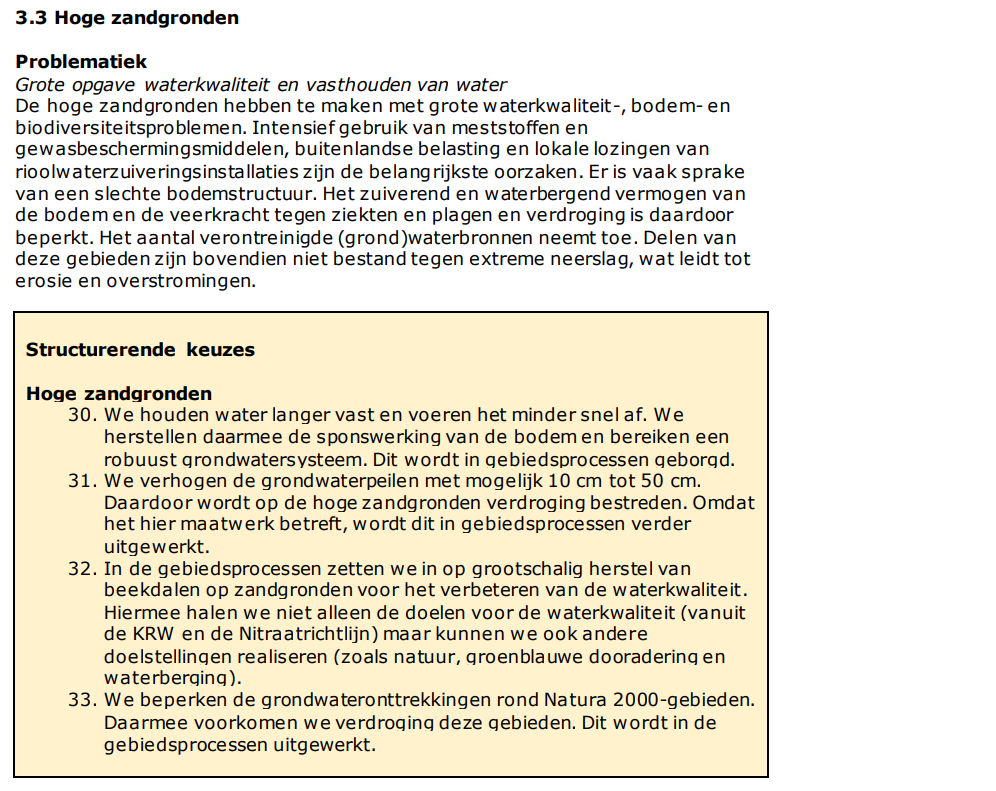 3.3 Hoge zandgronden
Problematiek
Grote opgave waterkwaliteit en vasthouden van water
De hoge zandgronden hebben te maken met grote waterkwaliteit-, bodem- en
biodiversiteitsproblemen. Intensief gebruik van meststoffen en
gewasbeschermingsmiddelen, buitenlandse belasting en lokale lozingen van
rioolwaterzuiveringsinstallaties zijn de belangrijkste oorzaken. Er is vaak sprake
van een slechte bodemstructuur. Het zuiverend en waterbergend vermogen van
de bodem en de veerkracht tegen ziekten en plagen en verdroging is daardoor
beperkt. Het aantal verontreinigde (grond)waterbronnen neemt toe. Delen van
deze gebieden zijn bovendien niet bestand tegen extreme neerslag, wat leidt tot
erosie en overstromingen.
Structurerende keuzes
Hoge zandgronden
30. We houden water langer vast en voeren het minder snel af. We
herstellen daarmee de sponswerking van de bodem en bereiken een
robuust grondwatersysteem. Dit wordt in gebiedsprocessen geborgd.
31. We verhogen de grondwaterpeilen met mogelijk 10 cm tot 50 cm.
Daardoor wordt op de hoge zandgronden verdroging bestreden. Omdat
het hier maatwerk betreft, wordt dit in gebiedsprocessen verder
uitgewerkt.
32. In de gebiedsprocessen zetten we in op grootschalig herstel van
beekdalen op zandgronden voor het verbeteren van de waterkwaliteit.
Hiermee halen we niet alleen de doelen voor de waterkwaliteit (vanuit
de KRW en de Nitraatrichtlijn) maar kunnen we ook andere
doelstellingen realiseren (zoals natuur, groenblauwe dooradering en
waterberging).
33. We beperken de grondwateronttrekkingen rond Natura 2000-gebieden.
Daarmee voorkomen we verdroging deze gebieden. Dit wordt in de
gebiedsprocessen uitgewerkt.